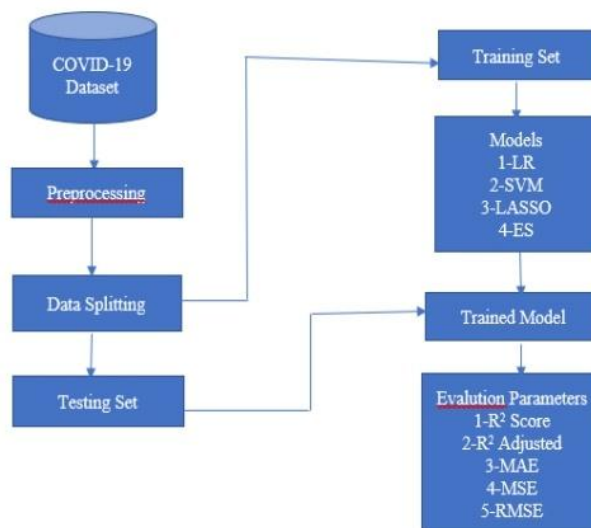 COVID-19
Dataset
Preprocessing
Data Splitting
Testing Set
Training Set
Models
1-LR
2-SVM
3-LASSO
4-ES
Trained Model
Evalution Parameters
1-R² Score
2-R² Adjusted
3-MAE
4-MSE
5-RMSE